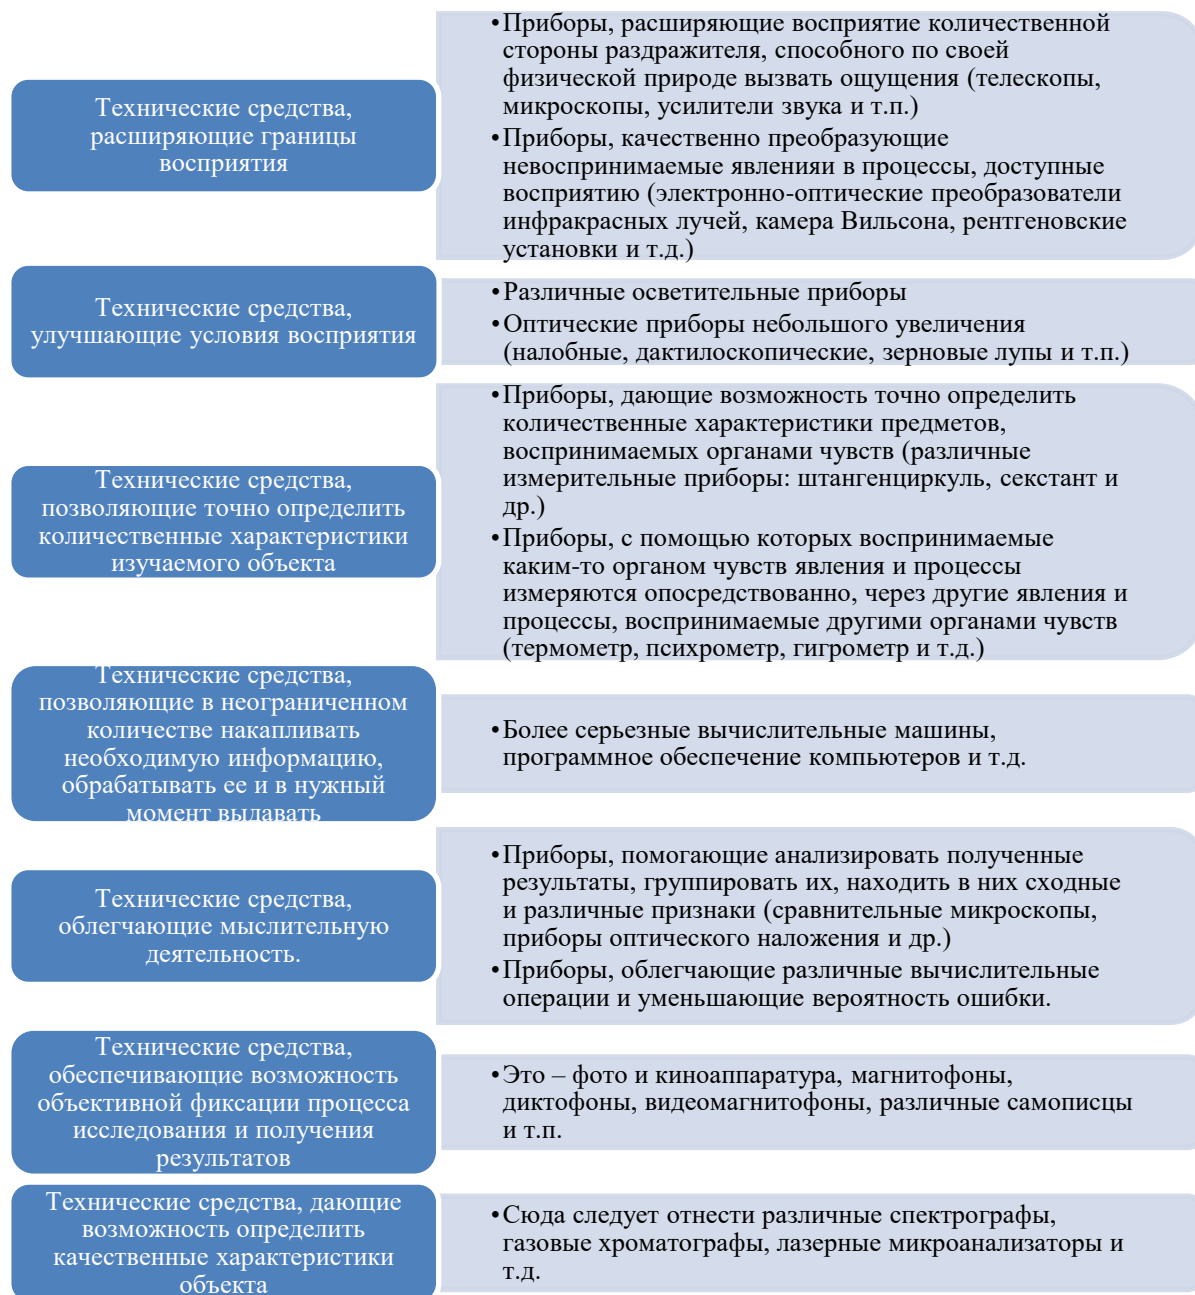 Технические средства,
расширяющие границы
восприятия
•Приборы, расширяющие восприятие количественной
стороны раздражителя, способного по своей
физической природе вызвать ощущения (телескопы,
микроскопы, усилители звука и т.п.)
•Приборы, качественно преобразующие
невоспринимаемые явленияи в процессы, доступные
восприятию (электронно-оптические преобразователи
инфракрасных лучей, камера Вильсона, рентгеновские
установки и т.д.)
Технические средства,
улучшающие условия восприятия
•Различные осветительные приборы
•Оптические приборы небольшого увеличения
(налобные, дактилоскопические, зерновые лупы и т.п.)
Технические средства,
позволяющие точно определить
количественные характеристики
изучаемого объекта
•Приборы, дающие возможность точно определить
количественные характеристики предметов,
воспринимаемых органами чувств (различные
измерительные приборы: штангенциркуль, секстант и
др.)
•Приборы, с помощью которых воспринимаемые
каким-то органом чувств явления и процессы
измеряются опосредствованно, через другие явления и
процессы, воспринимаемые другими органами чувств
(термометр, психрометр, гигрометр и т.д.)
Технические средства,
позволяющие в неограниченном
количестве накапливать
необходимую информацию,
обрабатывать ее и в нужный
момент выдавать
•Более серьезные вычислительные машины,
программное обеспечение компьютеров и т.д.
Технические средства,
облегчающие мыслительную
деятельность.
•Приборы, помогающие анализировать полученные
результаты, группировать их, находить в них сходные
и различные признаки (сравнительные микроскопы,
приборы оптического наложения и др.)
•Приборы, облегчающие различные вычислительные
операции и уменьшающие вероятность ошибки.
Технические средства,
обеспечивающие возможность
объективной фиксации процесса
исследования и получения
результатов
•Это – фото и киноаппаратура, магнитофоны,
диктофоны, видеомагнитофоны, различные самописцы
и т.п.
Технические средства, дающие
возможность определить
качественные характеристики
объекта
•Сюда следует отнести различные спектрографы,
газовые хроматографы, лазерные микроанализаторы и
т.д.